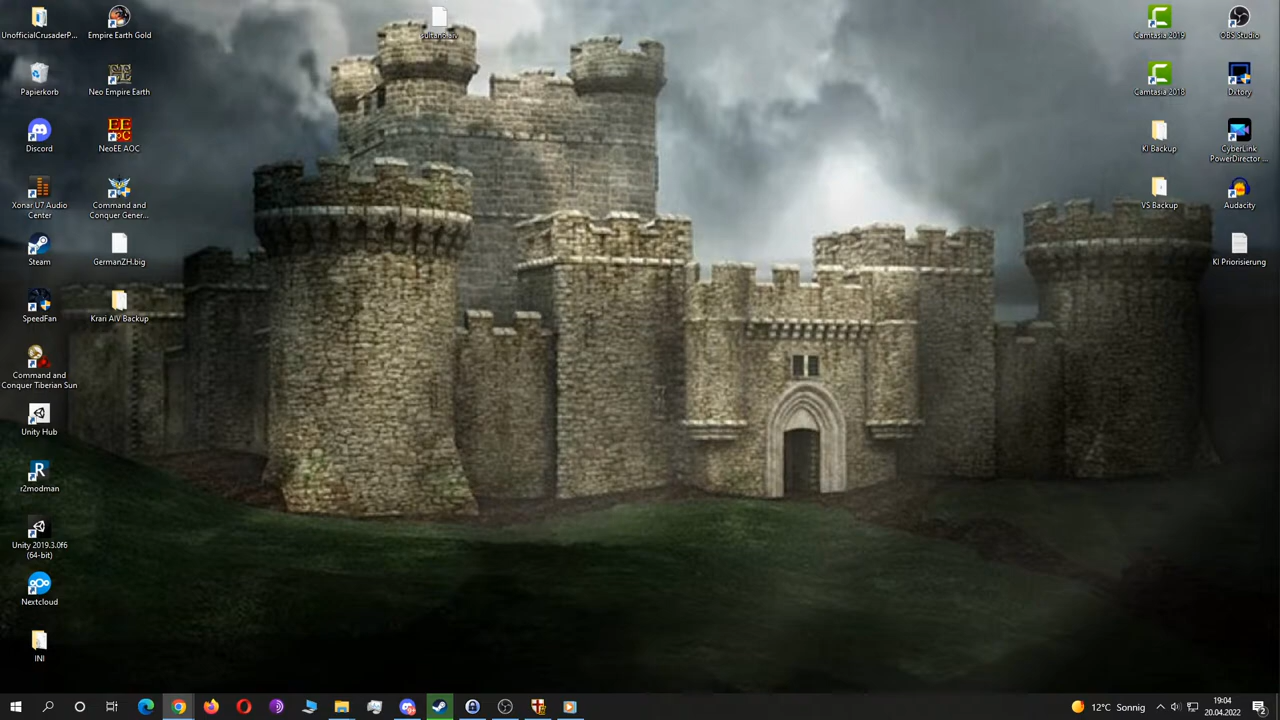 UnofficialCrusaderP...
Empire Earth Gold
Papierkorb
Neo Empire Earth
Discord
NeoEE AOC
Xonar U7 Audio
Center
Command and
Conquer Gener...
Steam
GermanZH.big
SpeedFan
Krari AIV Backup
Command and
Conquer Tiberian Sun
Unity Hub
r2modman
Unity 2019.3.0f6
(64-bit)
Nextcloud
INI
Camtasia 2019
OBS Studio
Camtasia 2018
Dxtory
KI Backup
CyberLink
PowerDirector ...
VS Backup
Audacity
KI Priorisierung
12°C Sonnig
19:04
20.04.2022